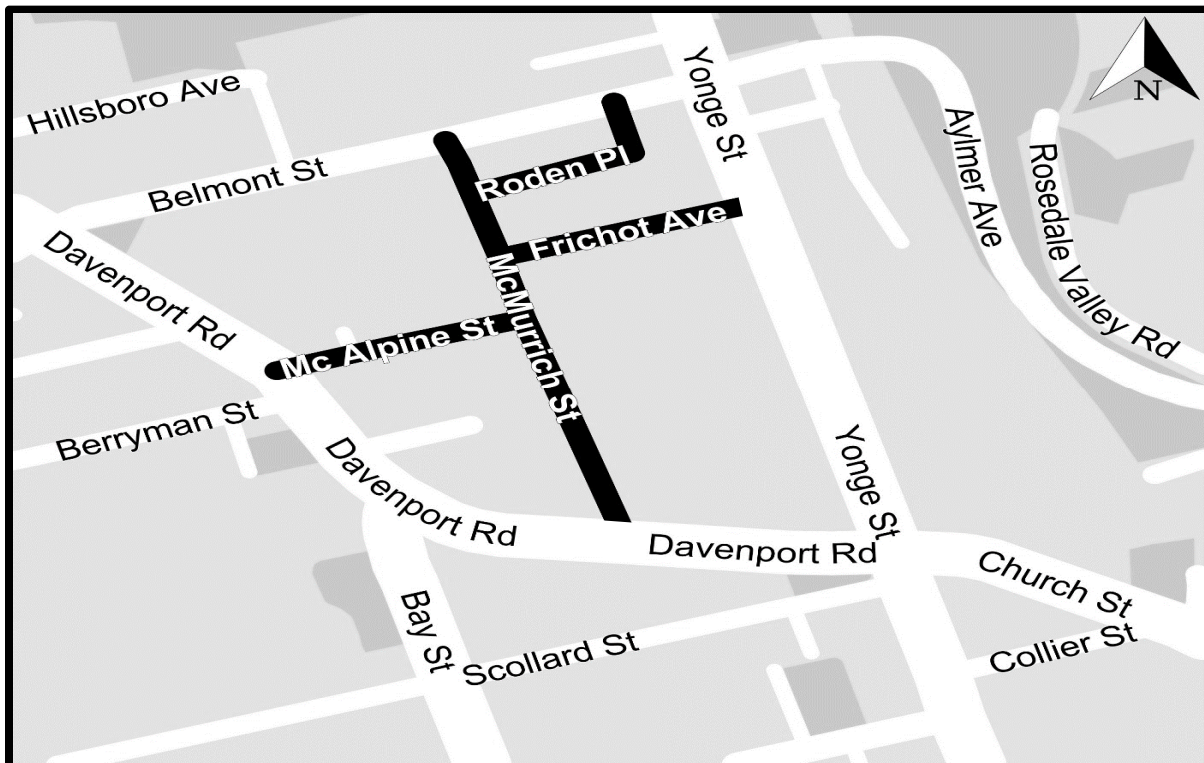 Hillsboro Ave
Yonge St
N
Belmont St
Roden Pl
Aylmer Ave
Rosedale Valley Rd
Frichot Ave
Davenport Rd
McMurrich St
Mc Alpine St
Berryman St
Davenport Rd
Yonge St
Davenport Rd
Church St
Bay St
Scollard St
Collier St